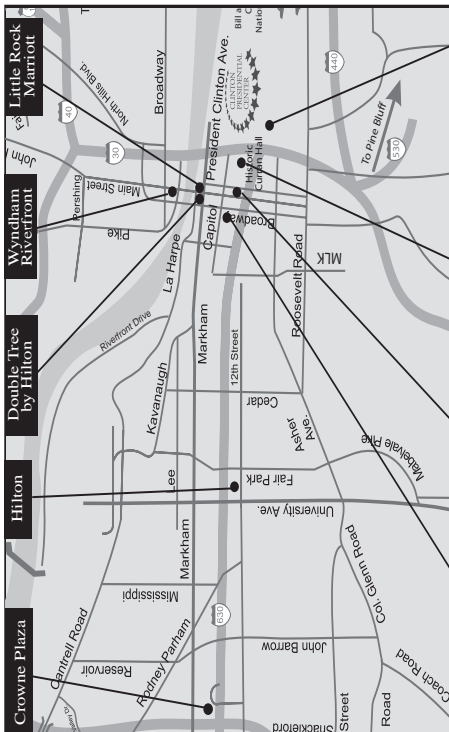 Little Rock
Marriott
Wyndham
Riverfront
Double Tree
by Hilton
Hilton
Crowne Plaza
40
North Hills Blvd.
Broadway
30
John
Pershing
Main Street
Pike
President Clinton Ave.
CLINTON
PRESIDENTIAL
CENTER
Bill a
Natio
440
Historic
Curran Hall
To Pine Bluff
530
La Harpe
Capitol
Broadway
MLK
Roosevelt Road
Riverfront Drive
Markham
12th Street
Kavanaugh
Cedar
Asher
Ave.
Mabelvale Pike
Lee
Fair Park
University Ave.
Markham
Mississippi
Col. Glenn Road
630
Cantrell Road
Reservoir
Rodney Parham
John Barrow
Shackleford
Street
Road
Coach Road